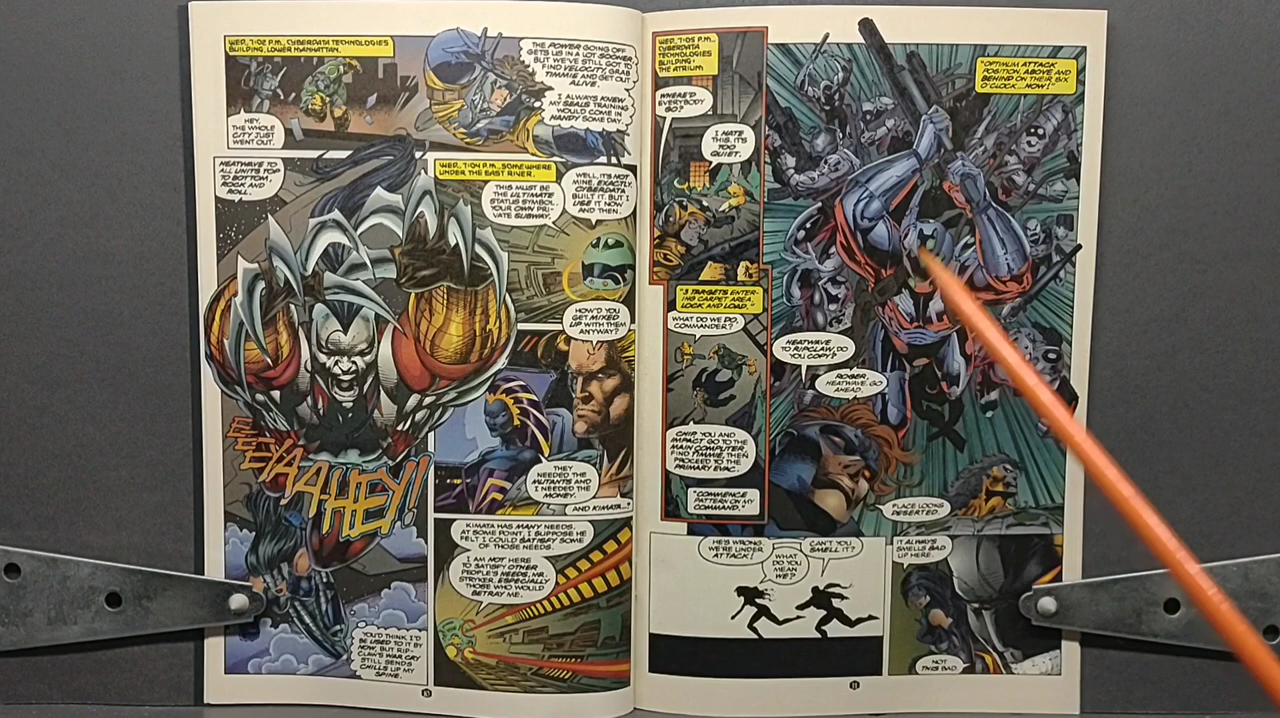 WED., 7:02 P.M., CYBERDATA TECHNOLOGIES
BUILDING, LOWER MANHATTAN.
HEY,
THE WHOLE
CITY JUST
WENT OUT.
THE POWER GOING OFF
GETS US IN A LOT SOONER,
BUT WE'VE STILL GOT TO
FIND VELOCITY, GRAB
TIMMIE AND GET OUT
ALIVE.
I ALWAYS KNEW
MY SEALS TRAINING
WOULD COME IN
HANDY SOME DAY.
HEATWAVE TO
ALL UNITS: TOP
TO BOTTOM,
ROCK AND
ROLL.
EEEYAAA-HEY!!
YOU'D THINK I'D
BE USED TO IT BY
NOW, BUT RIP-
CLAW'S WAR CRY
STILL SENDS
CHILLS UP MY
SPINE.
WED., 7:04 P.M., SOMEWHERE
UNDER THE EAST RIVER.
THIS MUST BE
THE ULTIMATE
STATUS SYMBOL.
YOUR OWN PRI-
VATE SUBWAY.
WELL, IT'S NOT
MINE, EXACTLY.
CYBERDATA
BUILT IT. BUT I
USE IT NOW
AND THEN.
HOW'D YOU
GET MIXED
UP WITH THEM
ANYWAY?
THEY
NEEDED THE
MUTANTS AND
I NEEDED THE
MONEY.
AND KIMATA...?
KIMATA HAS MANY NEEDS.
AT SOME POINT, I SUPPOSE HE
FELT I COULD SATISFY SOME
OF THOSE NEEDS.
I AM NOT HERE
TO SATISFY OTHER
PEOPLE'S NEEDS, MR.
STRYKER. ESPECIALLY
THOSE WHO WOULD
BETRAY ME.
10
WED., 7:05 P.M.,
CYBERDATA
TECHNOLOGIES
BUILDING:
THE ATRIUM
WHERE'D
EVERYBODY
GO?
I HATE
THIS. IT'S
TOO
QUIET.
"3 TARGETS ENTER-
ING CARPET AREA,
LOCK AND LOAD."
WHAT DO WE DO,
COMMANDER?
CHIP, YOU AND
IMPACT GO TO THE
MAIN COMPUTER,
FIND TIMMIE, THEN
PROCEED TO THE
PRIMARY EVAC.
"COMMENCE
PATTERN ON MY
COMMAND."
"OPTIMUM ATTACK
POSITION. ABOVE AND
BEHIND ON THEIR SIX
O'CLOCK...NOW!"
HEATWAVE
TO RIPCLAW, DO
YOU COPY?
ROGER,
HEATWAVE. GO
AHEAD.
PLACE LOOKS
DESERTED.
HE'S WRONG.
WE'RE UNDER
ATTACK!
WHAT
DO YOU
MEAN
WE?
CAN'T YOU
SMELL IT?
IT ALWAYS
SMELLS BAD
UP HERE.
NOT
THIS BAD.
11